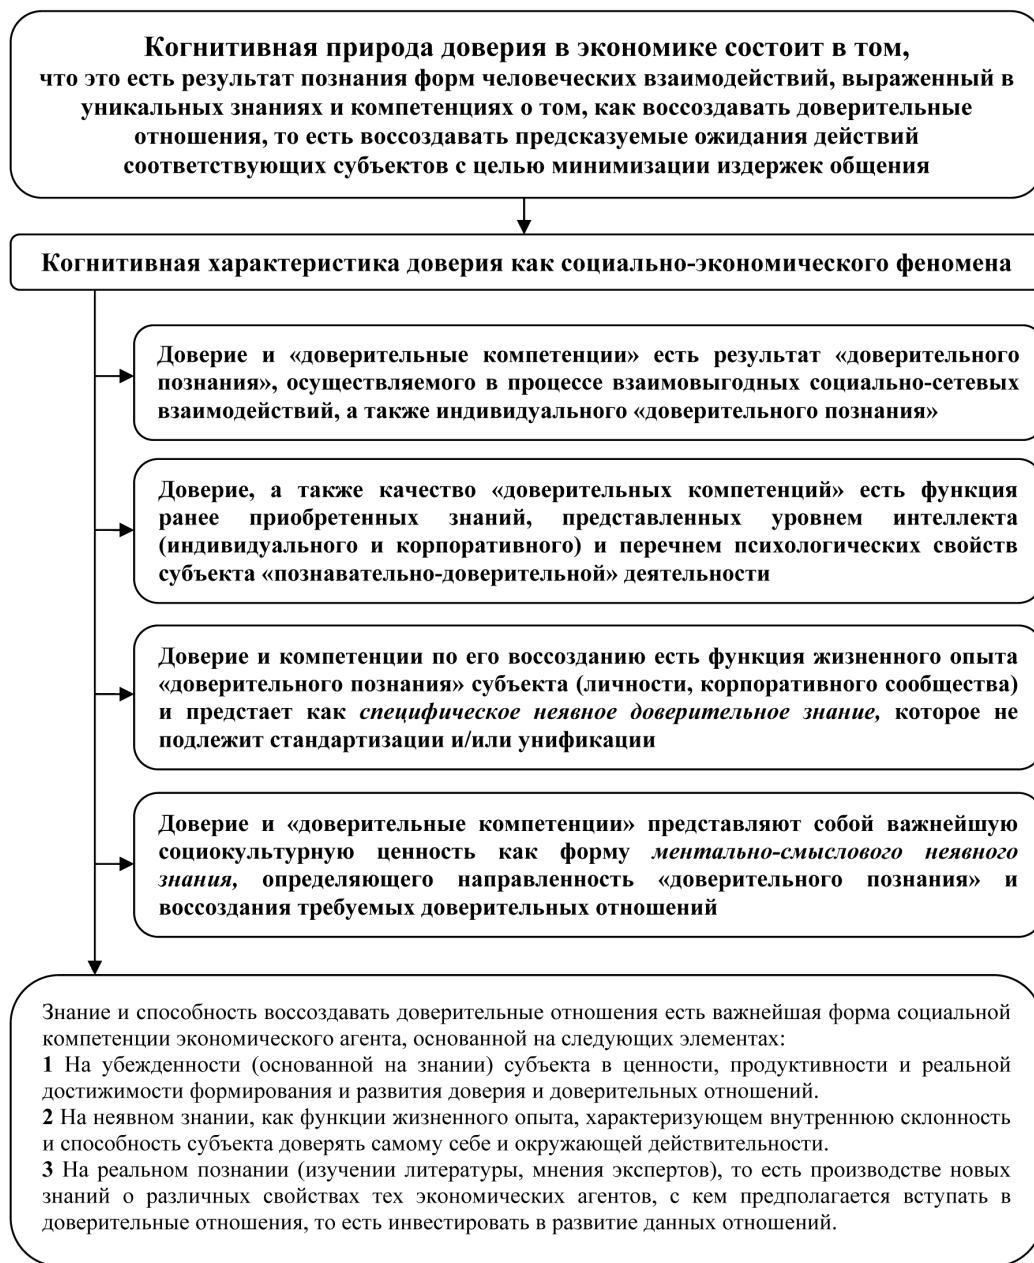 Когнитивная природа доверия в экономике состоит в том,
что это есть результат познания форм человеческих взаимодействий, выраженный в
уникальных знаниях и компетенциях о том, как воссоздавать доверительные
отношения, то есть воссоздавать предсказуемые ожидания действий
соответствующих субъектов с целью минимизации издержек общения
Когнитивная характеристика доверия как социально-экономического феномена
Доверие и «доверительные компетенции» есть результат «доверительного
познания», осуществляемого в процессе взаимовыгодных социально-сетевых
взаимодействий, а также индивидуального «доверительного познания»
Доверие, а также качество «доверительных компетенций» есть функция
ранее приобретенных знаний, представленных уровнем интеллекта
(индивидуального и корпоративного) и перечнем психологических свойств
субъекта «познавательно-доверительной» деятельности
Доверие и компетенции по его воссозданию есть функция жизненного опыта
«доверительного познания» субъекта (личности, корпоративного сообщества)
и предстает как специфическое неявное доверительное знание, которое не
подлежит стандартизации и/или унификации
Доверие и «доверительные компетенции» представляют собой важнейшую
социокультурную ценность как форму ментально-смыслового неявного
знания, определяющего направленность «доверительного познания» и
воссоздания требуемых доверительных отношений
Знание и способность воссоздавать доверительные отношения есть важнейшая форма социальной
компетенции экономического агента, основанной на следующих элементах:
1 На убежденности (основанной на знании) субъекта в ценности, продуктивности и реальной
достижимости формирования и развития доверия и доверительных отношений.
2 На неявном знании, как функции жизненного опыта, характеризующем внутреннюю склонность
и способность субъекта доверять самому себе и окружающей действительности.
3 На реальном познании (изучении литературы, мнения экспертов), то есть производстве новых
знаний о различных свойствах тех экономических агентов, с кем предполагается вступать в
доверительные отношения, то есть инвестировать в развитие данных отношений.